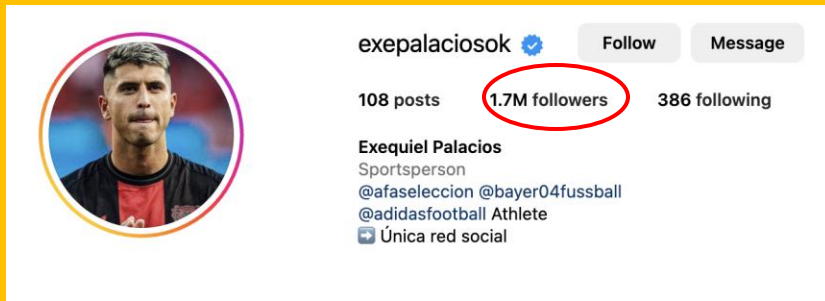 exepalaciosok Follow Message
108 posts 1.7M followers 386 following
Exequiel Palacios
Sportsperson
@afaseleccion @bayer04fussball
@adidasfootball Athlete
➡️ Única red social